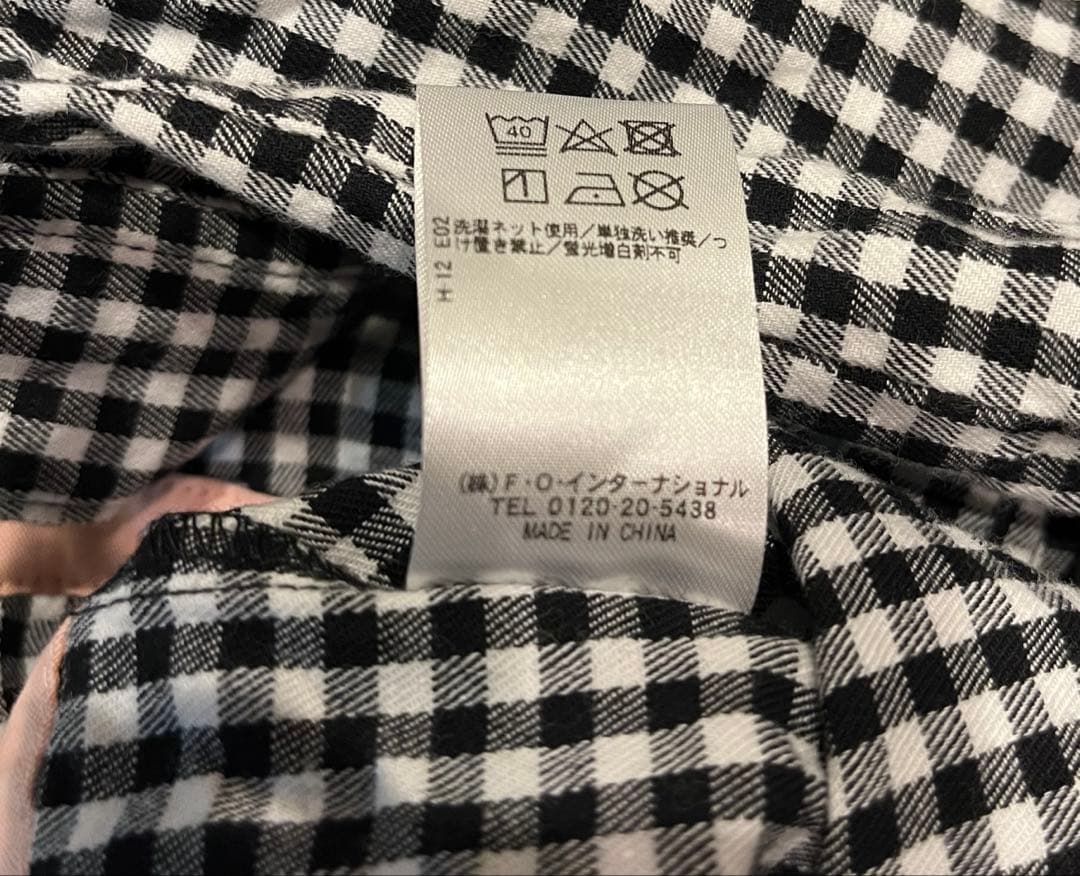 40
洗濯ネット使用/単独洗い推奨/つ
け置き禁止/蛍光増白剤不可
H-12 E02
(株)F・O・インターナショナル
TEL 0120-20-5438
MADE IN CHINA